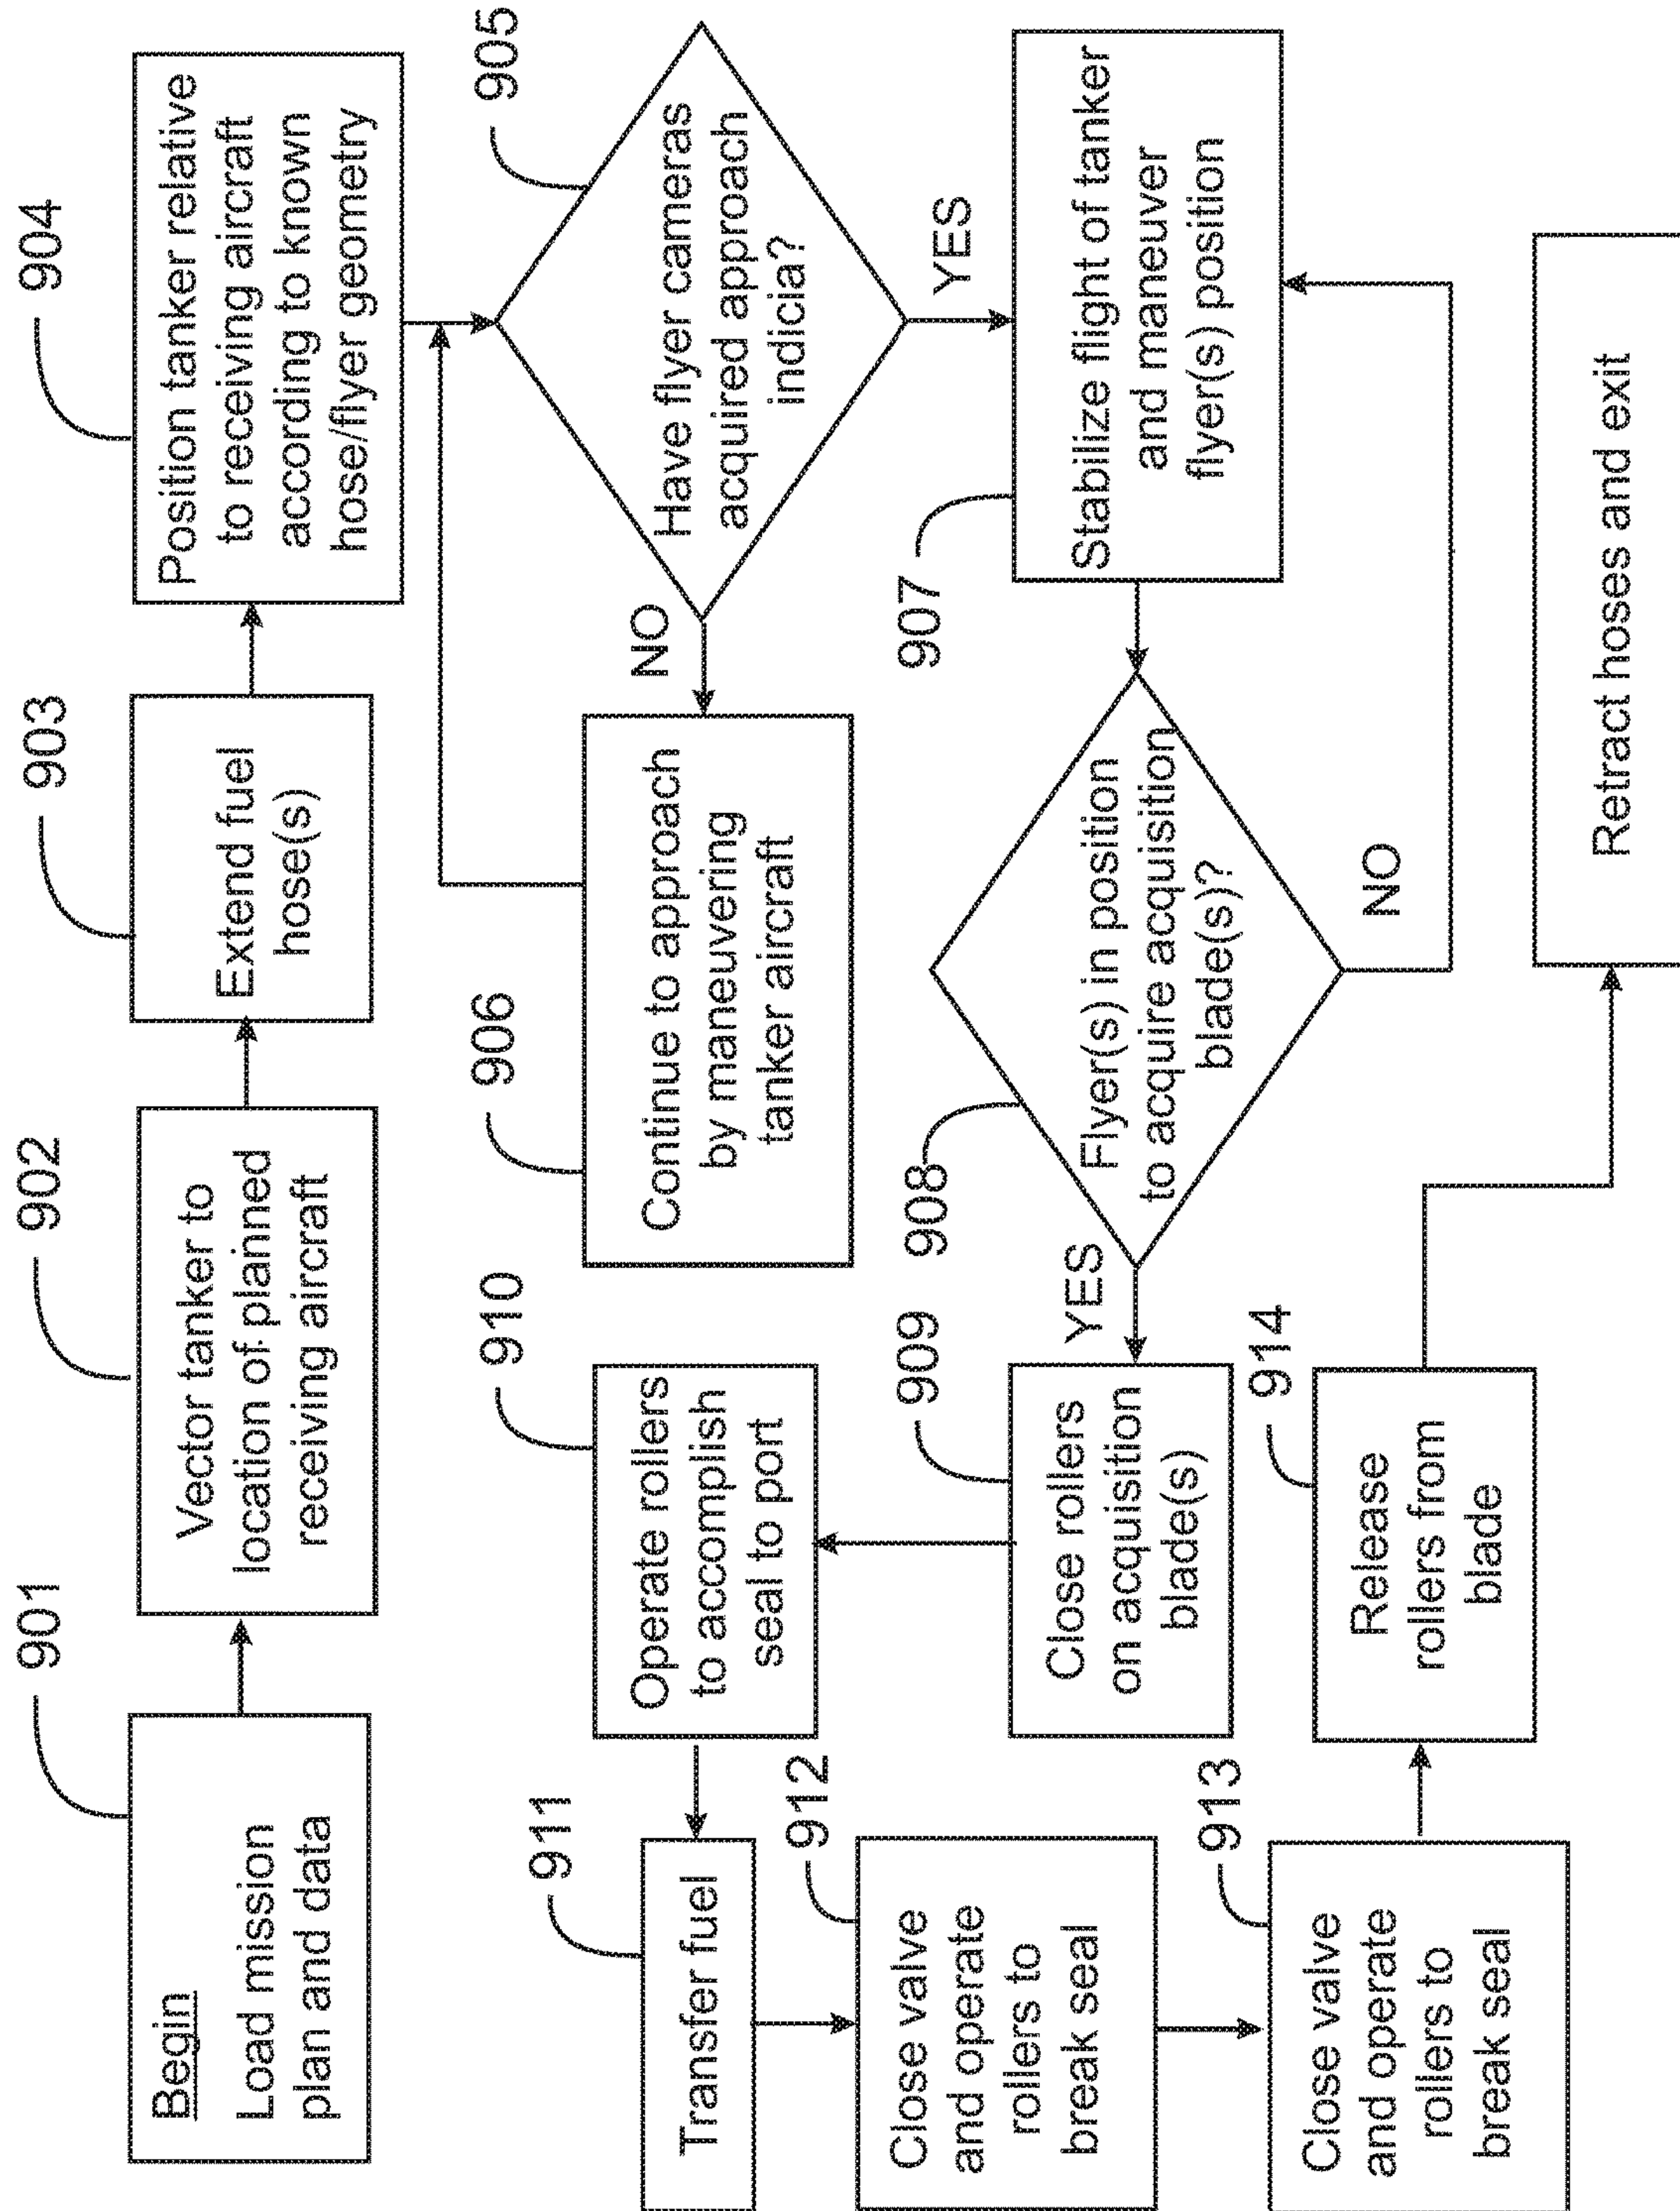 901
Begin
Load mission
plan and data
902
Vector tanker to
location of planned
receiving aircraft
903
Extend fuel
hose(s)
904
Position tanker relative
to receiving aircraft
according to known
hose/flyer geometry
905
Have flyer cameras
acquired approach
indicia?
NO
YES
906
Continue to approach
by maneuvering
tanker aircraft
907
Stabilize flight of tanker
and maneuver
flyer(s) position
908
Flyer(s) in position
to acquire acquisition
blade(s)?
NO
YES
909
Close rollers
on acquisition
blade(s)
910
Operate rollers
to accomplish
seal to port
911
Transfer fuel
912
Close valve
and operate
rollers to
break seal
913
Close valve
and operate
rollers to
break seal
914
Release
rollers from
blade
Retract hoses and exit